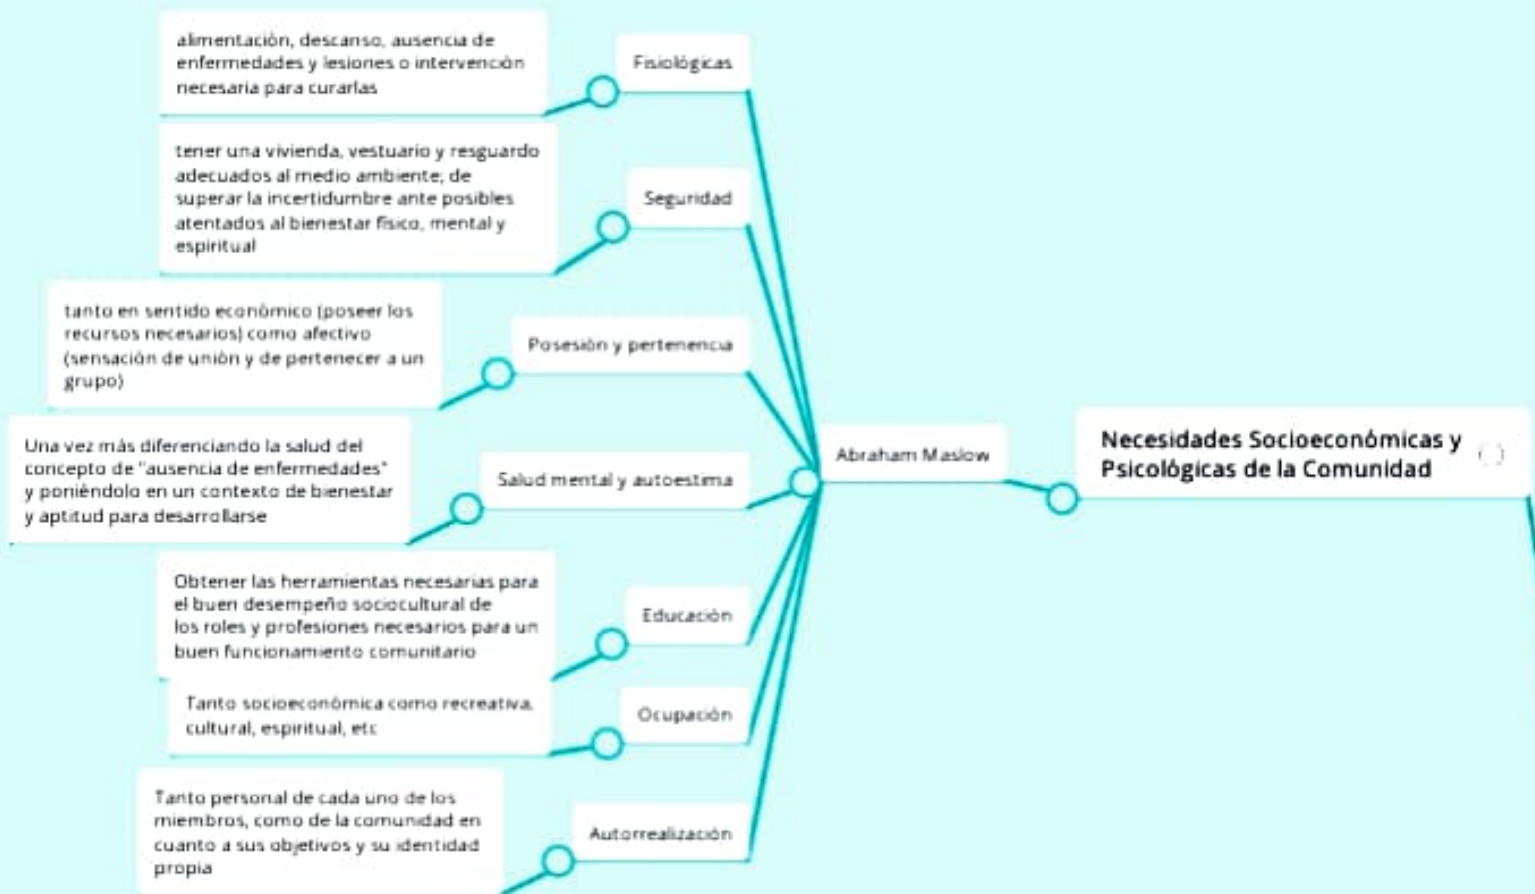 alimentación, descanso, ausencia de
enfermedades y lesiones o intervención
necesaria para curarlas
Fisiológicas
tener una vivienda, vestuario y resguardo
adecuados al medio ambiente; de
superar la incertidumbre ante posibles
atentados al bienestar físico, mental y
espiritual
Seguridad
tanto en sentido económico (poseer los
recursos necesarios) como afectivo
(sensación de unión y de pertenecer a un
grupo)
Posesión y pertenencia
Una vez más diferenciando la salud del
concepto de "ausencia de enfermedades"
y poniéndolo en un contexto de bienestar
y aptitud para desarrollarse
Salud mental y autoestima
Abraham Maslow
Necesidades Socioeconómicas y
Psicológicas de la Comunidad
Obtener las herramientas necesarias para
el buen desempeño sociocultural de
los roles y profesiones necesarios para un
buen funcionamiento comunitario
Educación
Tanto socioeconómica como recreativa,
cultural, espiritual, etc
Ocupación
Tanto personal de cada uno de los
miembros, como de la comunidad en
cuanto a sus objetivos y su identidad
propia
Autorrealización